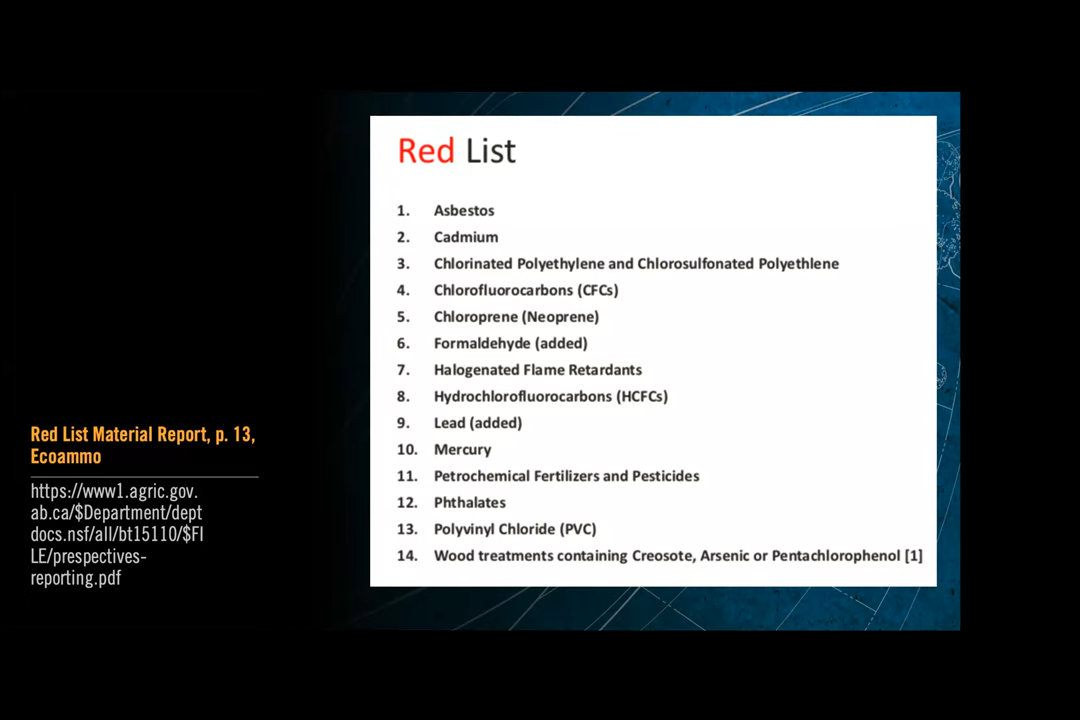 Red List
1. Asbestos
2. Cadmium
3. Chlorinated Polyethylene and Chlorosulfonated Polyethlene
4. Chlorofluorocarbons (CFCs)
5. Chloroprene (Neoprene)
6. Formaldehyde (added)
7. Halogenated Flame Retardants
8. Hydrochlorofluorocarbons (HCFCs)
9. Lead (added)
10. Mercury
11. Petrochemical Fertilizers and Pesticides
12. Phthalates
13. Polyvinyl Chloride (PVC)
14. Wood treatments containing Creosote, Arsenic or Pentachlorophenol [1]
Red List Material Report, p. 13,
Ecoammo
https://www1.agric.gov.
ab.ca/$Department/dept
docs.nsf/all/bt15110/$FI
LE/prespectives-
reporting.pdf